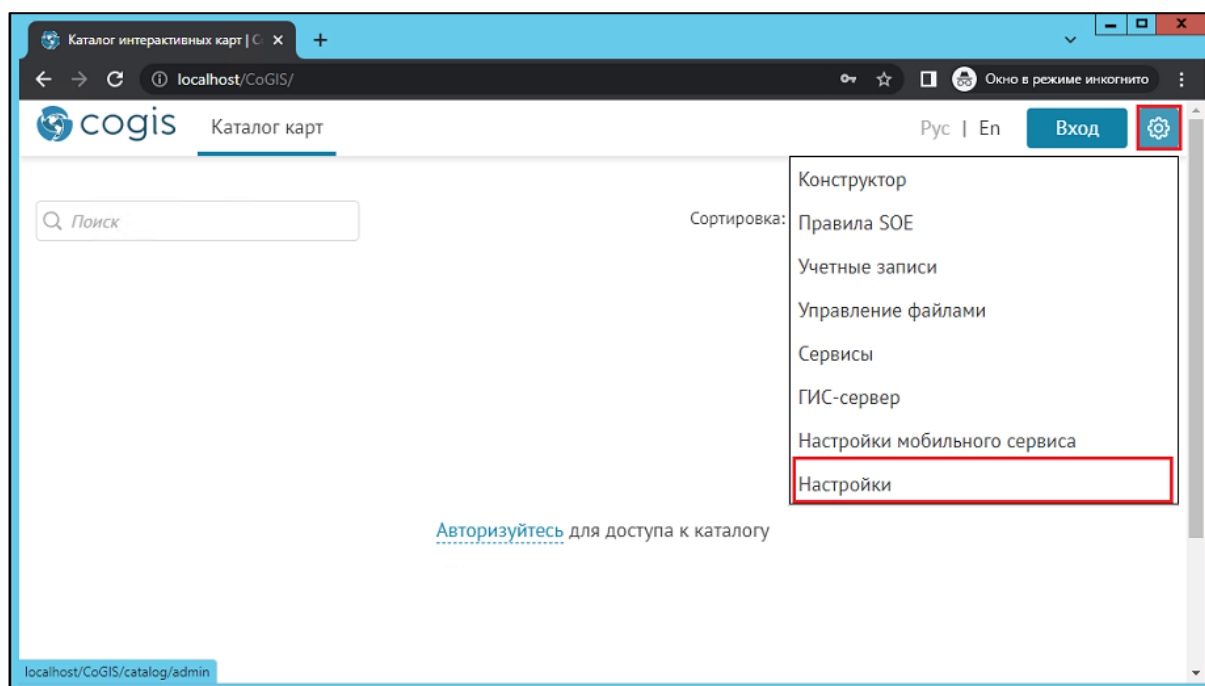 Каталог интерактивных карт | C
localhost/CoGIS/
Окно в режиме инкогнито
cogis
Каталог карт
Рус | En
Вход
Поиск
Сортировка:
Конструктор
Правила SOE
Учетные записи
Управление файлами
Сервисы
ГИС-сервер
Настройки мобильного сервиса
Настройки
Авторизуйтесь для доступа к каталогу
localhost/CoGIS/catalog/admin